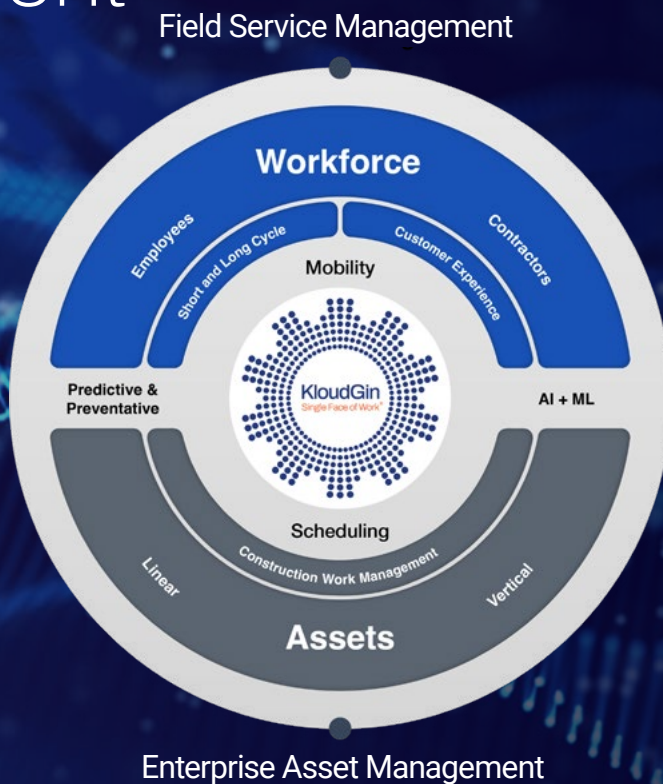 Field Service Management
Workforce
Employees
Contractors
Short and Long Cycle
Customer Experience
Mobility
Predictive &
Preventative
KloudGin
Single Face of Work
AI + ML
Scheduling
Construction Work Management
Linear
Vertical
Assets
Enterprise Asset Management